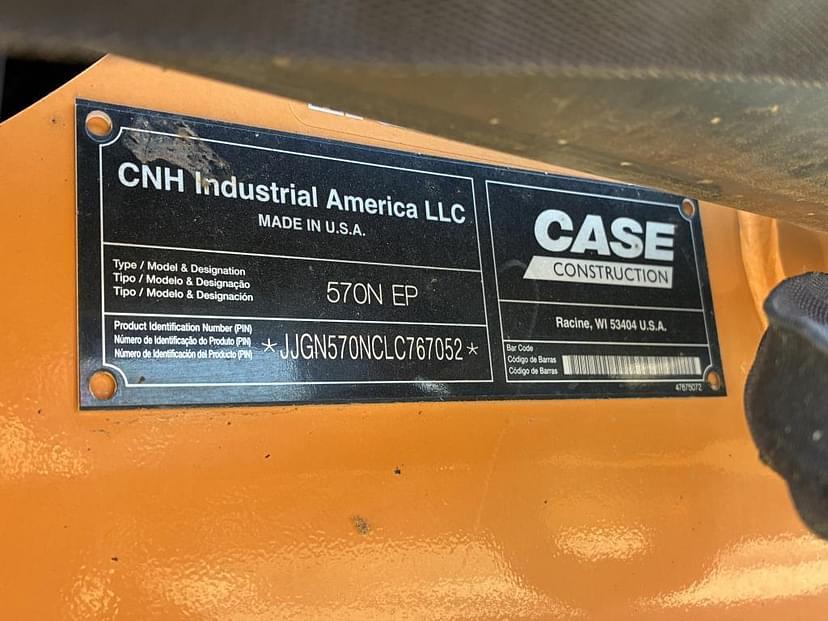 CNH Industrial America LLC
MADE IN U.S.A.
Type / Model & Designation
Tipo / Modelo & Designação
Tipo / Modelo & Designación
570N EP
Product Identification Number (PIN)
Número de Identificação do Produto (PIN)
Número de Identificación del Producto (PIN)
*JJGN570NCLC767052*
CASE
CONSTRUCTION
Racine, WI 53404 U.S.A.
Bar Code
Código de Barras
Código de Barras
47675072